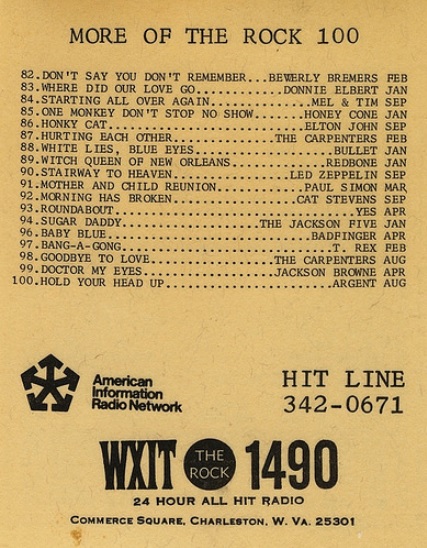 MORE OF THE ROCK 100
82.DON'T SAY YOU DON'T REMEMBER...BEVERLY BREMERS FEB
83.WHERE DID OUR LOVE GO............DONNIE ELBERT JAN
84.STARTING ALL OVER AGAIN..............MEL & TIM SEP
85.ONE MONKEY DON'T STOP NO SHOW.......HONEY CONE JAN
86.HONKY CAT...........................ELTON JOHN SEP
87.HURTING EACH OTHER..............THE CARPENTERS FEB
88.WHITE LIES, BLUE EYES...................BULLET JAN
89.WITCH QUEEN OF NEW ORLEANS.............REDBONE JAN
90.STAIRWAY TO HEAVEN................LED ZEPPELIN SEP
91.MOTHER AND CHILD REUNION............PAUL SIMON MAR
92.MORNING HAS BROKEN.................CAT STEVENS SEP
93.ROUNDABOUT.................................YES APR
94.SUGAR DADDY...................THE JACKSON FIVE JAN
96.BABY BLUE............................BADFINGER APR
97.BANG-A-GONG.............................T. REX FEB
98.GOODBYE TO LOVE.................THE CARPENTERS AUG
99.DOCTOR MY EYES..................JACKSON BROWNE APR
100.HOLD YOUR HEAD UP.......................ARGENT AUG
American
Information
Radio Network
HIT LINE
342-0671
WXIT THE ROCK 1490
24 HOUR ALL HIT RADIO
COMMERCE SQUARE, CHARLESTON, W. VA. 25301